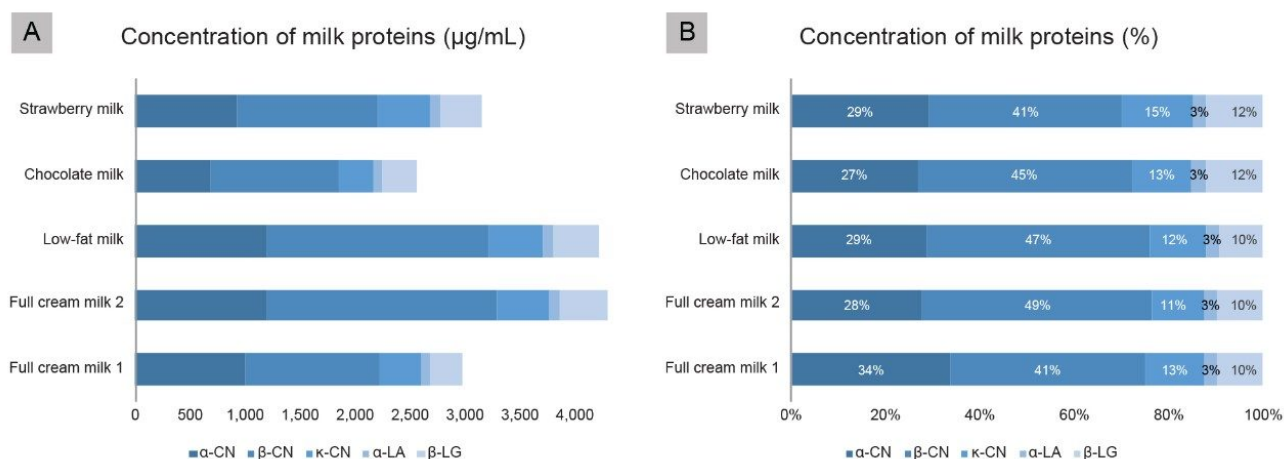 A
Concentration of milk proteins (µg/mL)
Strawberry milk
Chocolate milk
Low-fat milk
Full cream milk 2
Full cream milk 1
0 500 1,000 1,500 2,000 2,500 3,000 3,500 4,000
α-CN β-CN κ-CN α-LA β-LG
B
Concentration of milk proteins (%)
Strawberry milk 29% 41% 15% 3% 12%
Chocolate milk 27% 45% 13% 3% 12%
Low-fat milk 29% 47% 12% 3% 10%
Full cream milk 2 28% 49% 11% 3% 10%
Full cream milk 1 34% 41% 13% 3% 10%
0% 20% 40% 60% 80% 100%
α-CN β-CN κ-CN α-LA β-LG